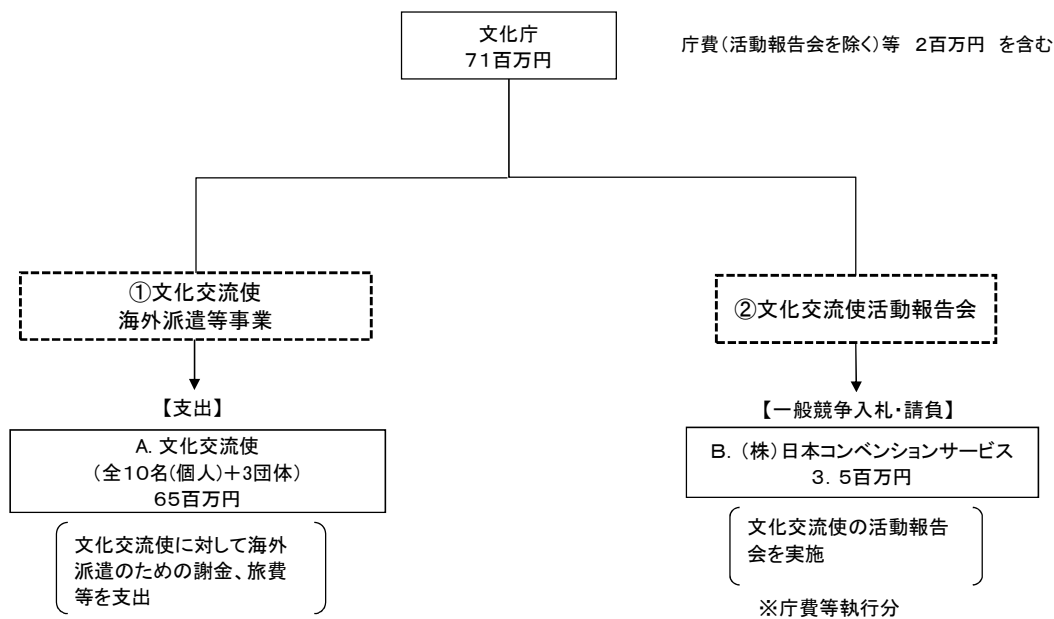 文化庁
71百万円
庁費(活動報告会を除く)等　2百万円　を含む
①文化交流使
海外派遣等事業
②文化交流使活動報告会
【支出】
A. 文化交流使
(全10名(個人)+3団体)
65百万円
文化交流使に対して海外
派遣のための謝金、旅費
等を支出
【一般競争入札・請負】
B. (株)日本コンベンションサービス
3. 5百万円
文化交流使の活動報告
会を実施
※庁費等執行分